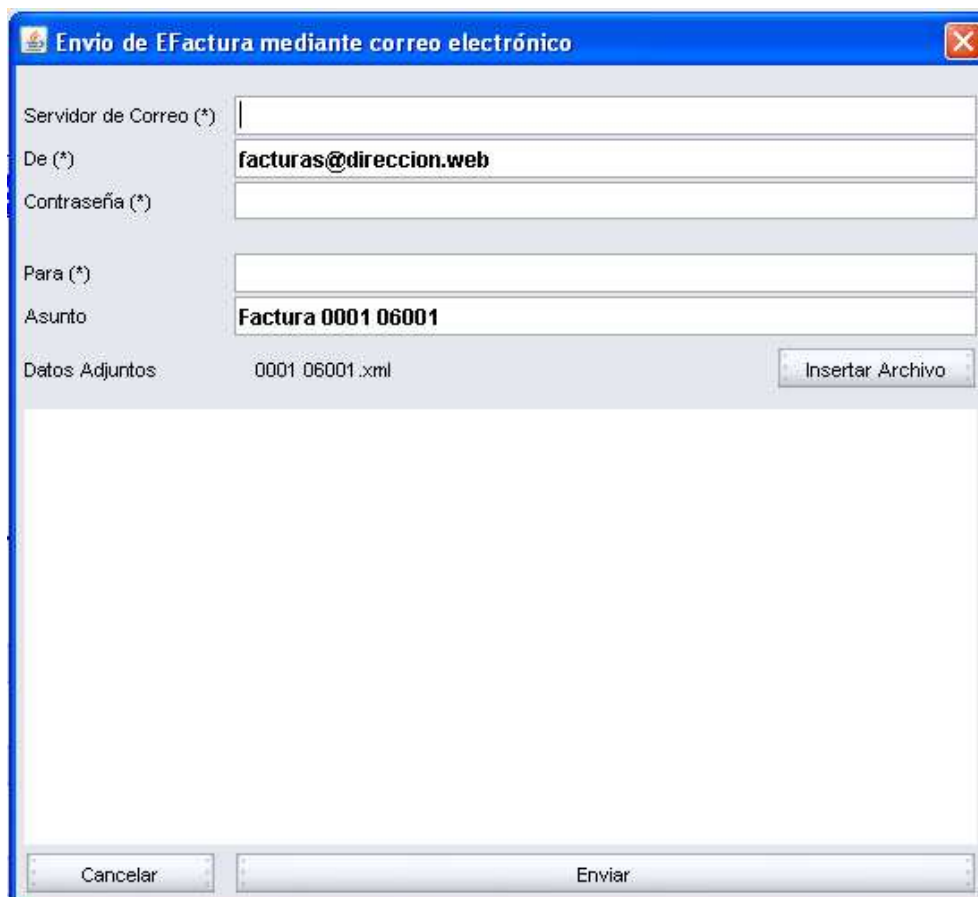 Envio de EFactura mediante correo electrónico
Servidor de Correo (*)
De (*) facturas@direccion.web
Contraseña (*)
Para (*)
Asunto Factura 0001 06001
Datos Adjuntos 0001 06001.xml Insertar Archivo
Cancelar Enviar